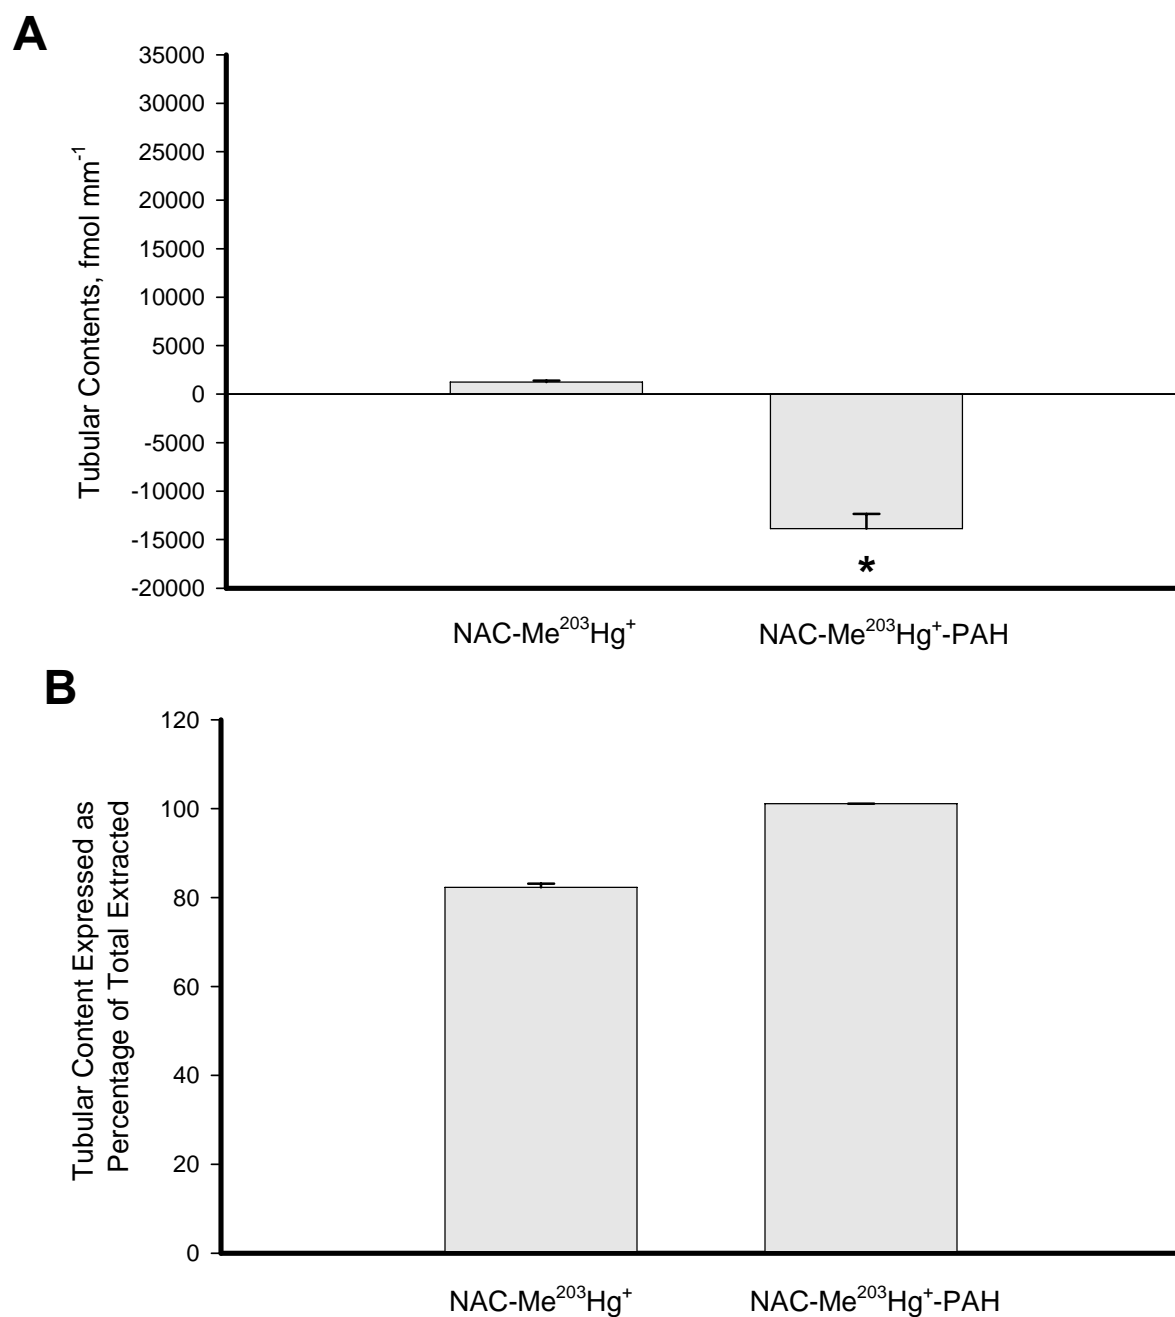 A
35000
30000
25000
20000
15000
10000
5000
0
-5000
-10000
-15000
-20000
Tubular Contents, fmol mm⁻¹
*
NAC-Me²⁰³Hg⁺ NAC-Me²⁰³Hg⁺-PAH
B
120
100
80
60
40
20
0
Tubular Content Expressed as
Percentage of Total Extracted
NAC-Me²⁰³Hg⁺ NAC-Me²⁰³Hg⁺-PAH